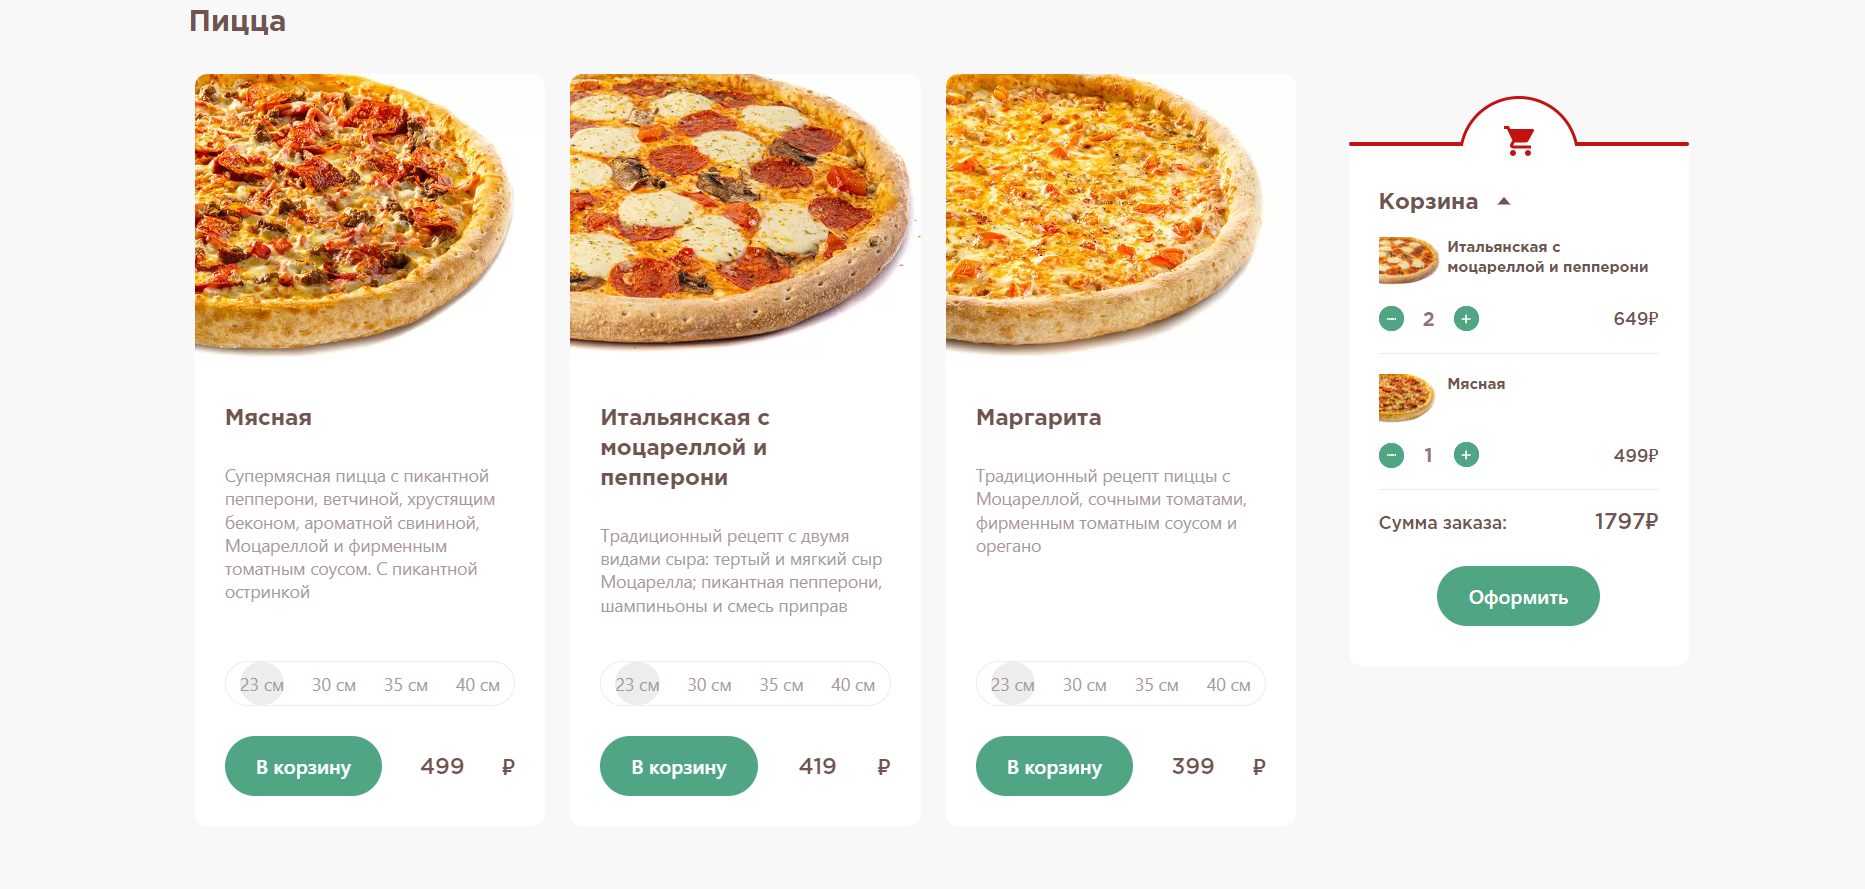 Пицца
Мясная
Супермясная пицца с пикантной
пепперони, ветчиной, хрустящим
беконом, ароматной свининой,
Моцареллой и фирменным
томатным соусом. С пикантной
остринкой
23 см 30 см 35 см 40 см
В корзину 499 ₽
Итальянская с
моцареллой и
пепперони
Традиционный рецепт с двумя
видами сыра: тертый и мягкий сыр
Моцарелла; пикантная пепперони,
шампиньоны и смесь приправ
23 см 30 см 35 см 40 см
В корзину 419 ₽
Маргарита
Традиционный рецепт пиццы с
Моцареллой, сочными томатами,
фирменным томатным соусом и
орегано
23 см 30 см 35 см 40 см
В корзину 399 ₽
Корзина
Итальянская с
моцареллой и пепперони
2 649₽
Мясная
1 499₽
Сумма заказа: 1797₽
Оформить